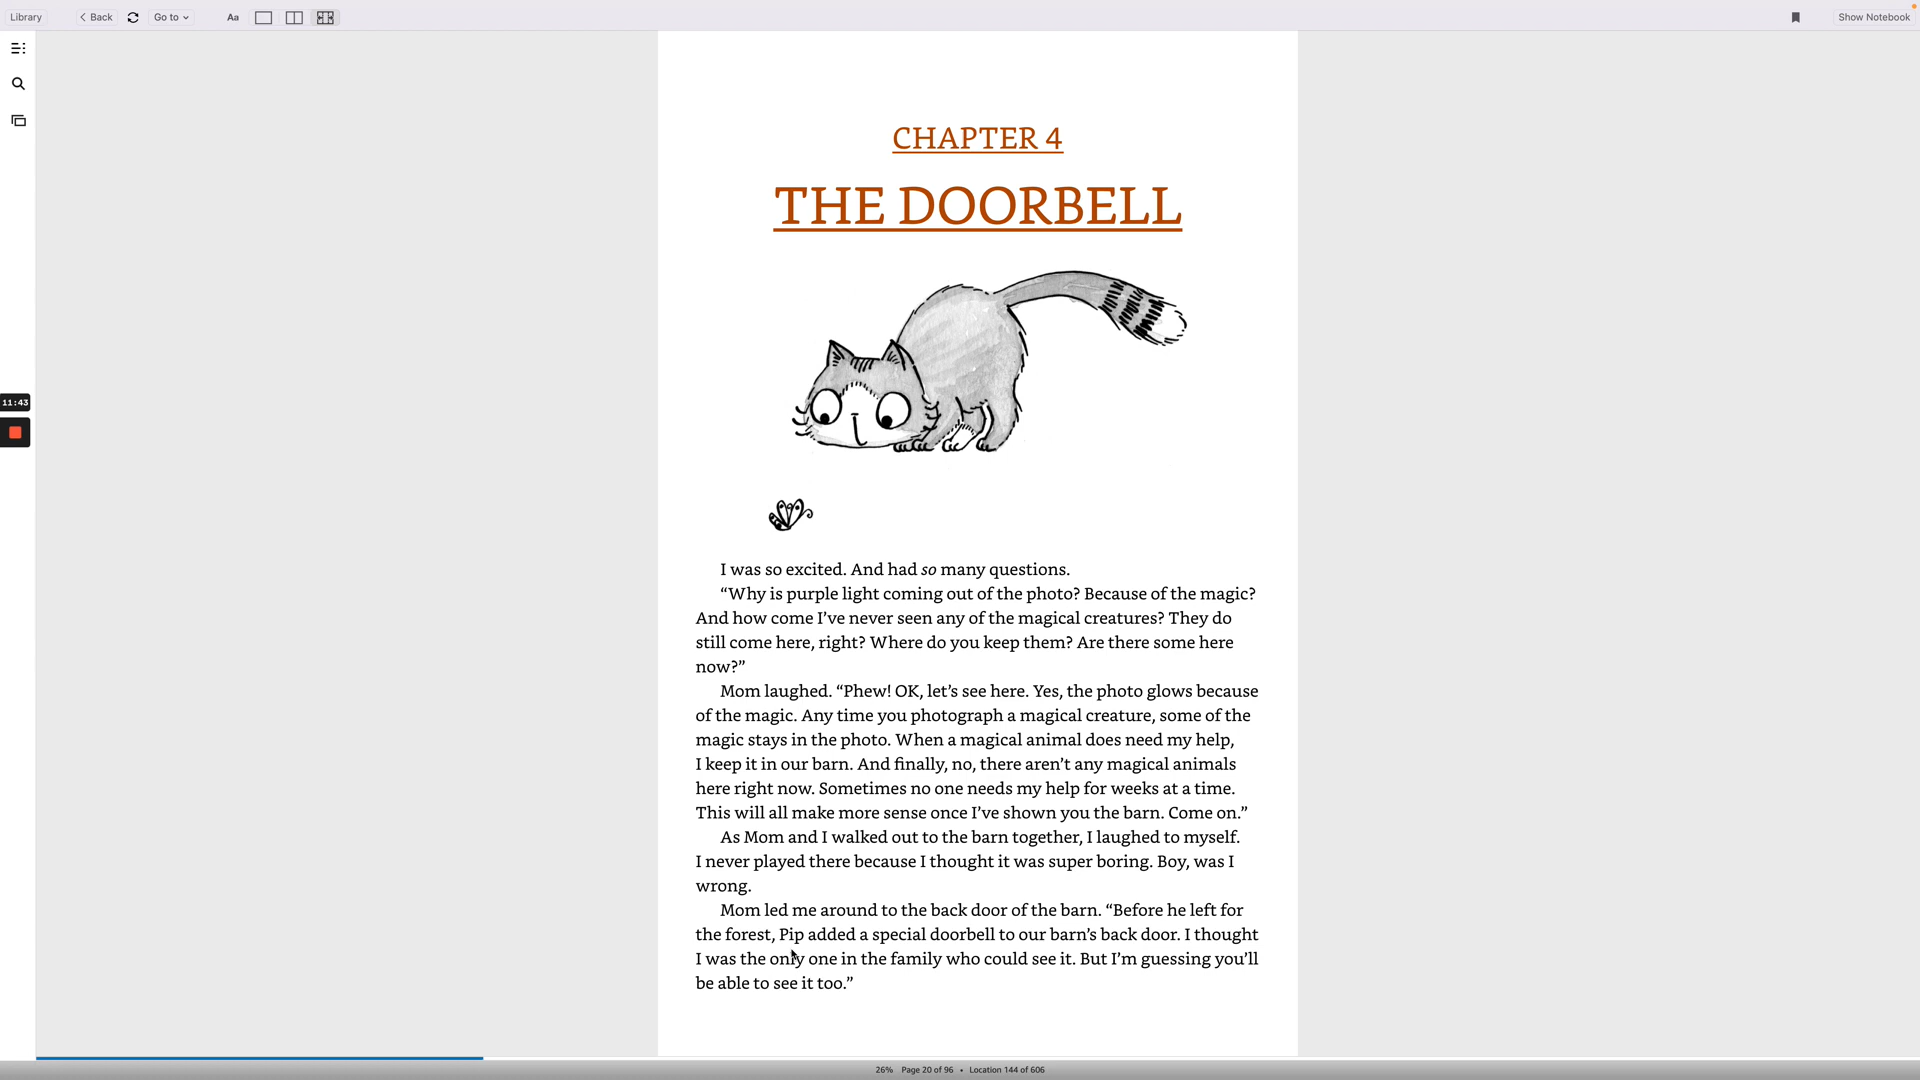 Library
Back
Go to
Aa
Show Notebook
11:43
CHAPTER 4
THE DOORBELL
I was so excited. And had so many questions.
“Why is purple light coming out of the photo? Because of the magic?
And how come I’ve never seen any of the magical creatures? They do
still come here, right? Where do you keep them? Are there some here
now?”
Mom laughed. “Phew! OK, let’s see here. Yes, the photo glows because
of the magic. Any time you photograph a magical creature, some of the
magic stays in the photo. When a magical animal does need my help,
I keep it in our barn. And finally, no, there aren’t any magical animals
here right now. Sometimes no one needs my help for weeks at a time.
This will all make more sense once I’ve shown you the barn. Come on.”
As Mom and I walked out to the barn together, I laughed to myself.
I never played there because I thought it was super boring. Boy, was I
wrong.
Mom led me around to the back door of the barn. “Before he left for
the forest, Pip added a special doorbell to our barn’s back door. I thought
I was the only one in the family who could see it. But I’m guessing you’ll
be able to see it too.”
26% Page 20 of 96 • Location 144 of 606